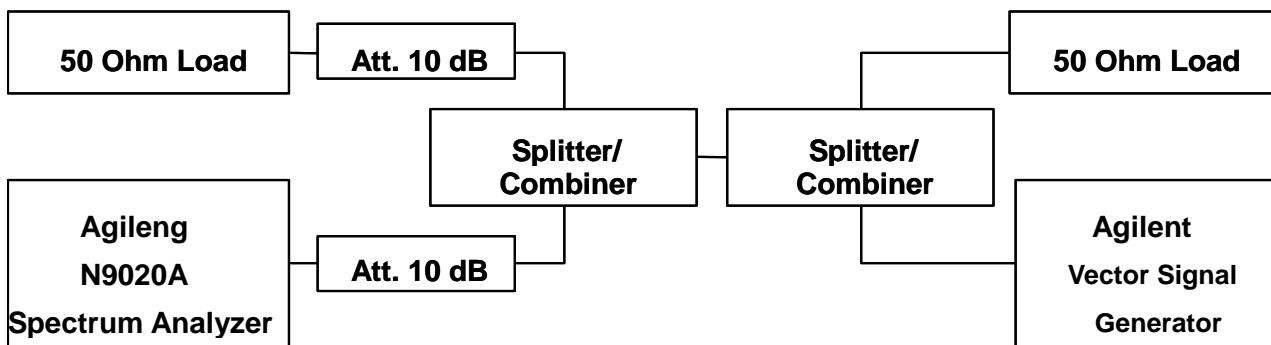 50 Ohm Load
Att. 10 dB
50 Ohm Load
Splitter/
Combiner
Splitter/
Combiner
Agileng
N9020A
Spectrum Analyzer
Att. 10 dB
Agilent
Vector Signal
Generator